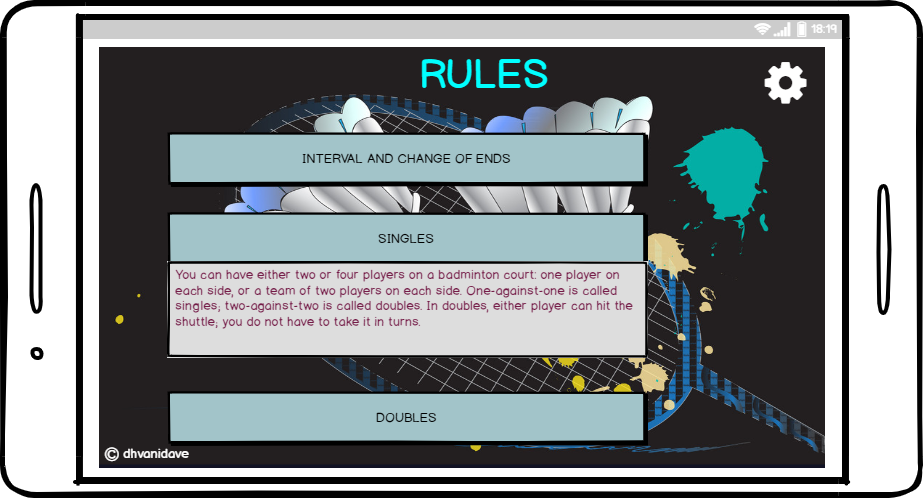 18:19
RULES
INTERVAL AND CHANGE OF ENDS
SINGLES
You can have either two or four players on a badminton court: one player on
each side, or a team of two players on each side. One-against-one is called
singles; two-against-two is called doubles. In doubles, either player can hit the
shuttle; you do not have to take it in turns.
DOUBLES
© dhvanidave